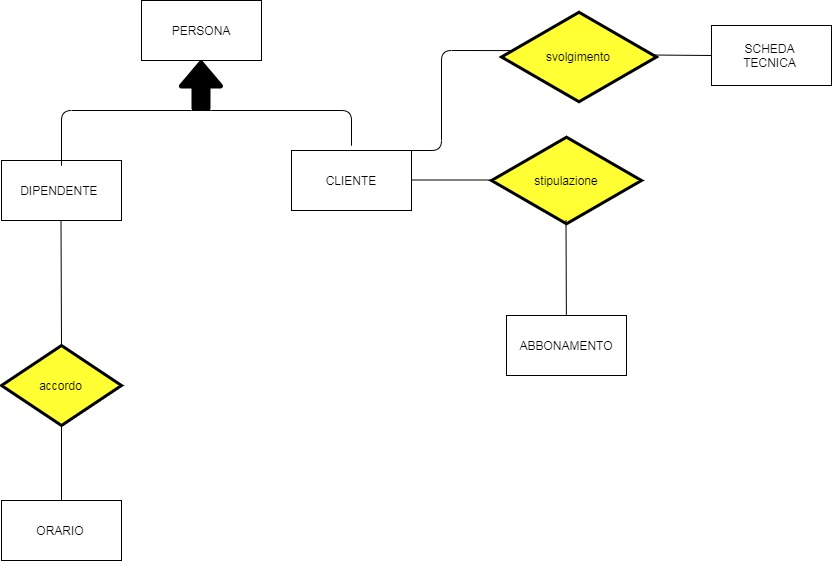 PERSONA
svolgimento
SCHEDA
TECNICA
DIPENDENTE
CLIENTE
stipulazione
ABBONAMENTO
accordo
ORARIO